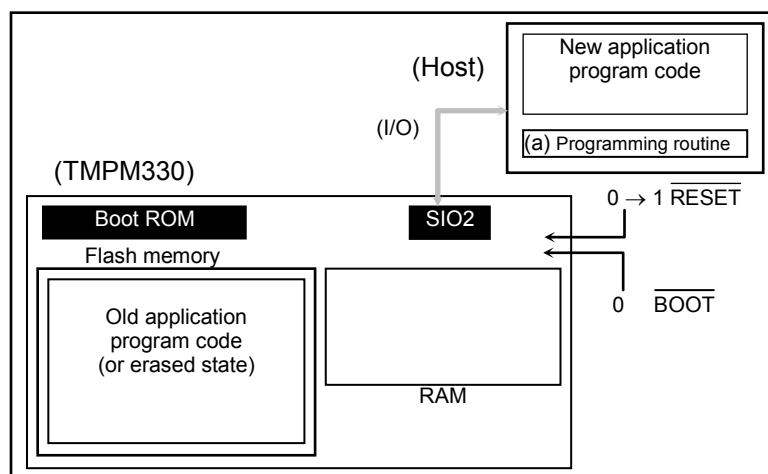 New application
program code
(Host)
(I/O)
(a) Programming routine
(TMPM330)
0 → 1 RESET
Boot ROM
SIO2
Flash memory
0 BOOT
Old application
program code
(or erased state)
RAM